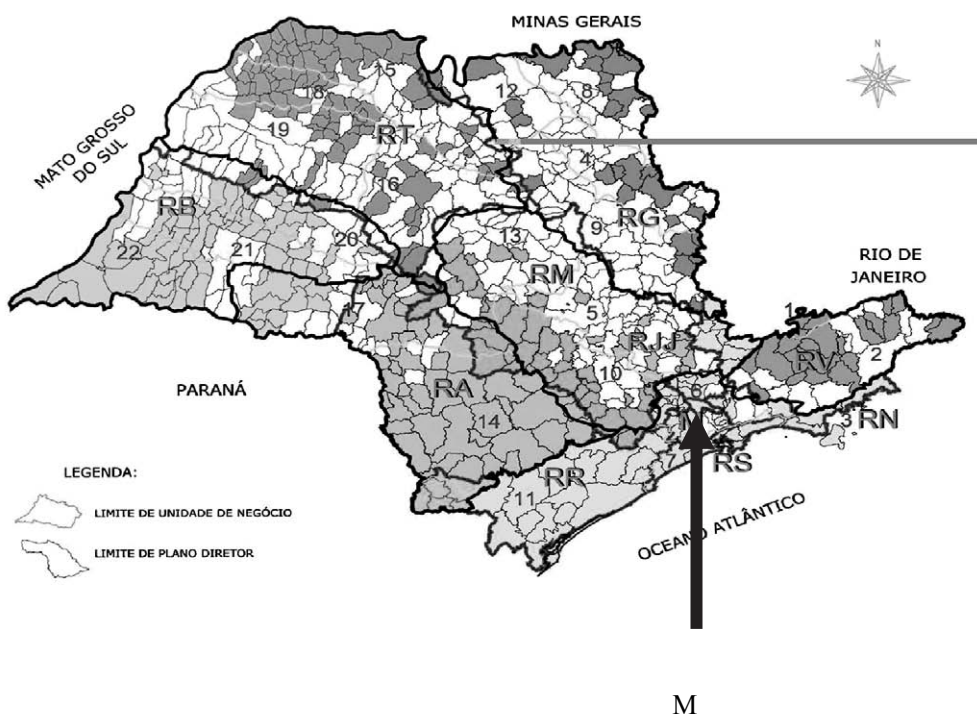 MINAS GERAIS
N
15
12
8
18
MATO GROSSO
DO SUL
19
RT
4
16
RB
9
RG
20
13
22
21
RM
RIO DE
JANEIRO
17
5
1
RJJ
RV
2
PARANÁ
10
RA
6
14
M
3
RN
RS
LEGENDA:
RR
11
LIMITE DE UNIDADE DE NEGÓCIO
OCEANO ATLÂNTICO
LIMITE DE PLANO DIRETOR
M